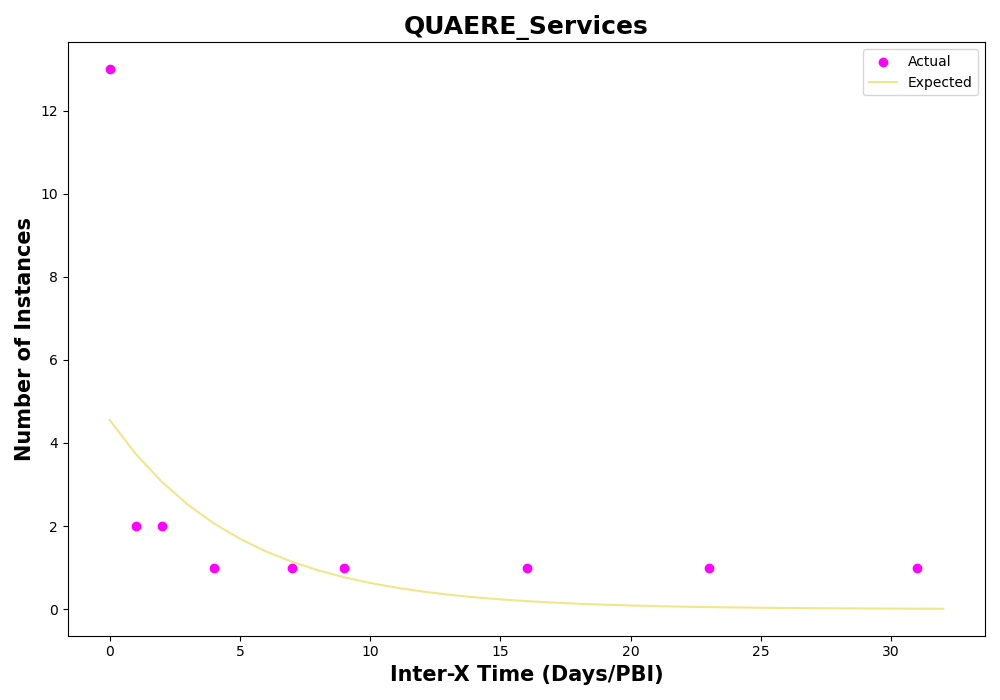 QUAERE_Services
Actual
Expected
Number of Instances
12
10
8
6
4
2
0
0 5 10 15 20 25 30
Inter-X Time (Days/PBI)